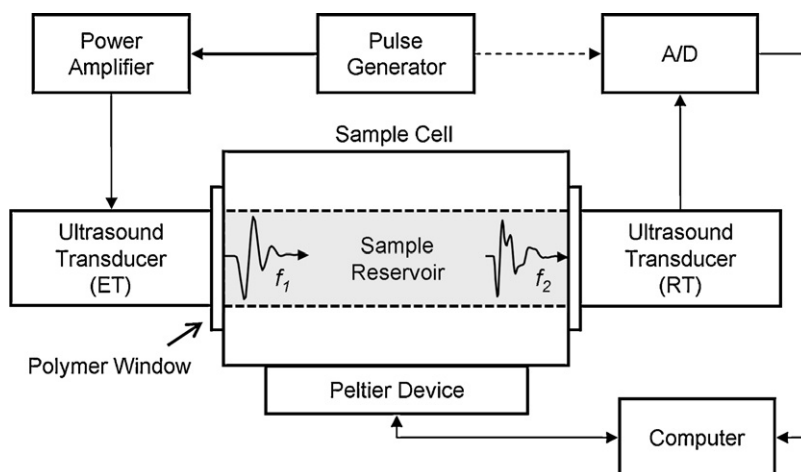 Power
Amplifier
Pulse
Generator
A/D
Sample Cell
Ultrasound
Transducer
(ET)
f1
Sample
Reservoir
f2
Ultrasound
Transducer
(RT)
Polymer Window
Peltier Device
Computer